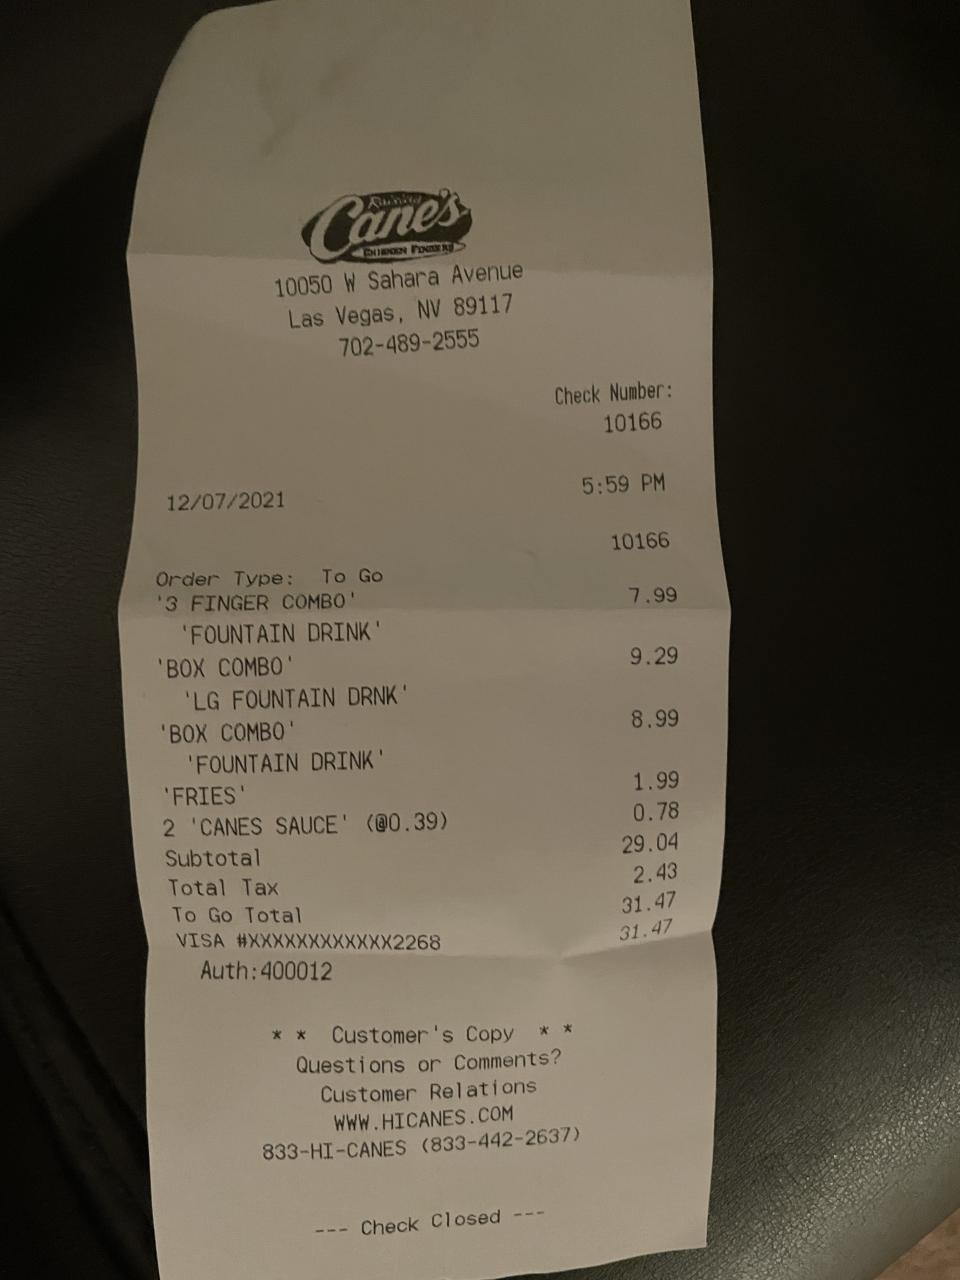 Raising
Cane's
CHICKEN FINGERS
10050 W Sahara Avenue
Las Vegas, NV 89117
702-489-2555
Check Number:
10166
12/07/2021 5:59 PM
10166
Order Type: To Go
'3 FINGER COMBO' 7.99
'FOUNTAIN DRINK'
'BOX COMBO' 9.29
'LG FOUNTAIN DRNK'
'BOX COMBO' 8.99
'FOUNTAIN DRINK'
'FRIES' 1.99
2 'CANES SAUCE' (@0.39) 0.78
Subtotal 29.04
Total Tax 2.43
To Go Total 31.47
VISA #XXXXXXXXXXXX2268 31.47
Auth:400012
* * Customer's Copy * *
Questions or Comments?
Customer Relations
WWW.HICANES.COM
833-HI-CANES (833-442-2637)
--- Check Closed ---